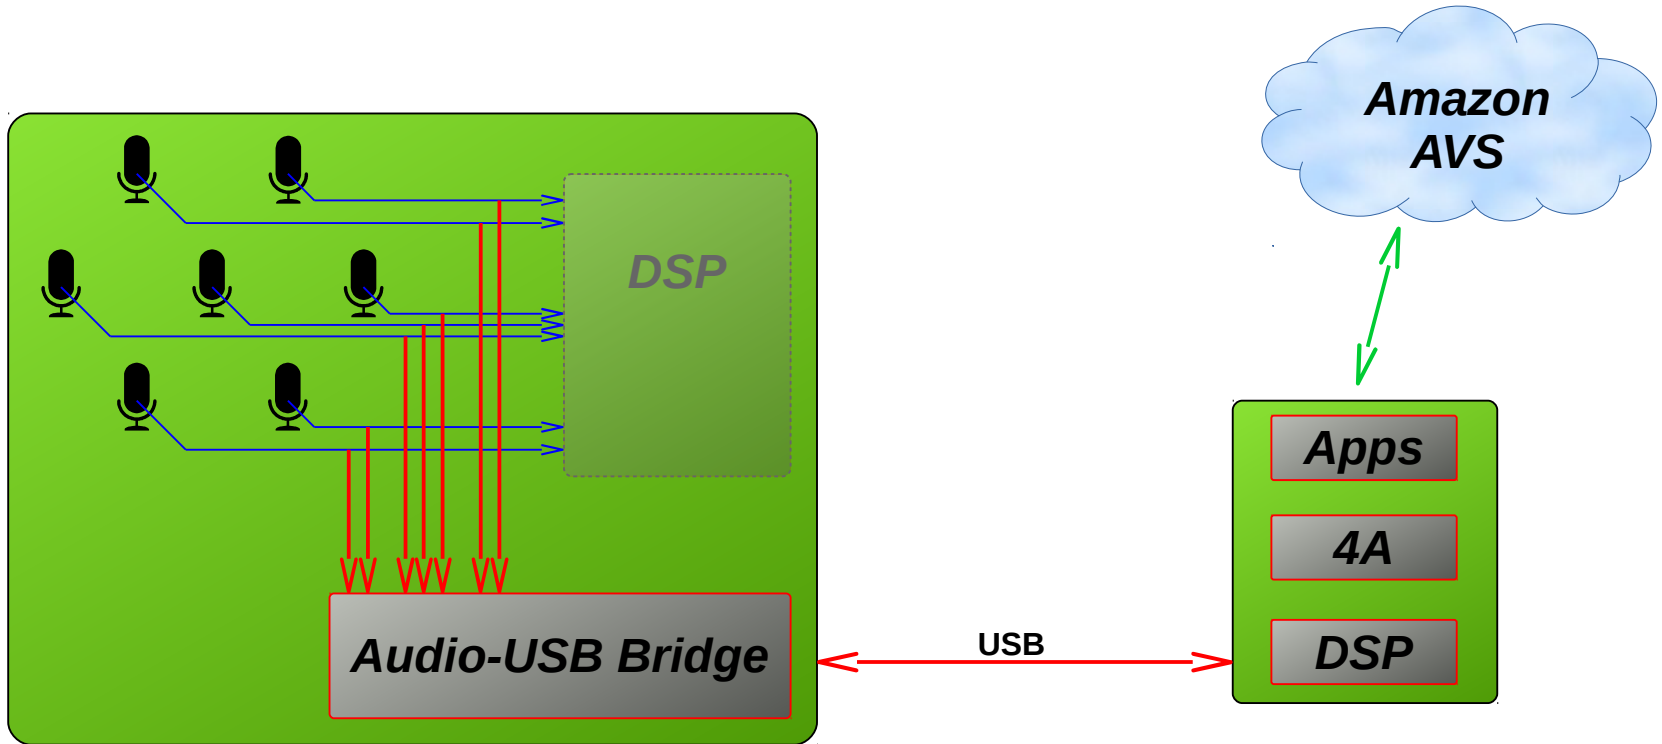 Amazon
AVS
DSP
Apps
4A
DSP
Audio-USB Bridge
USB